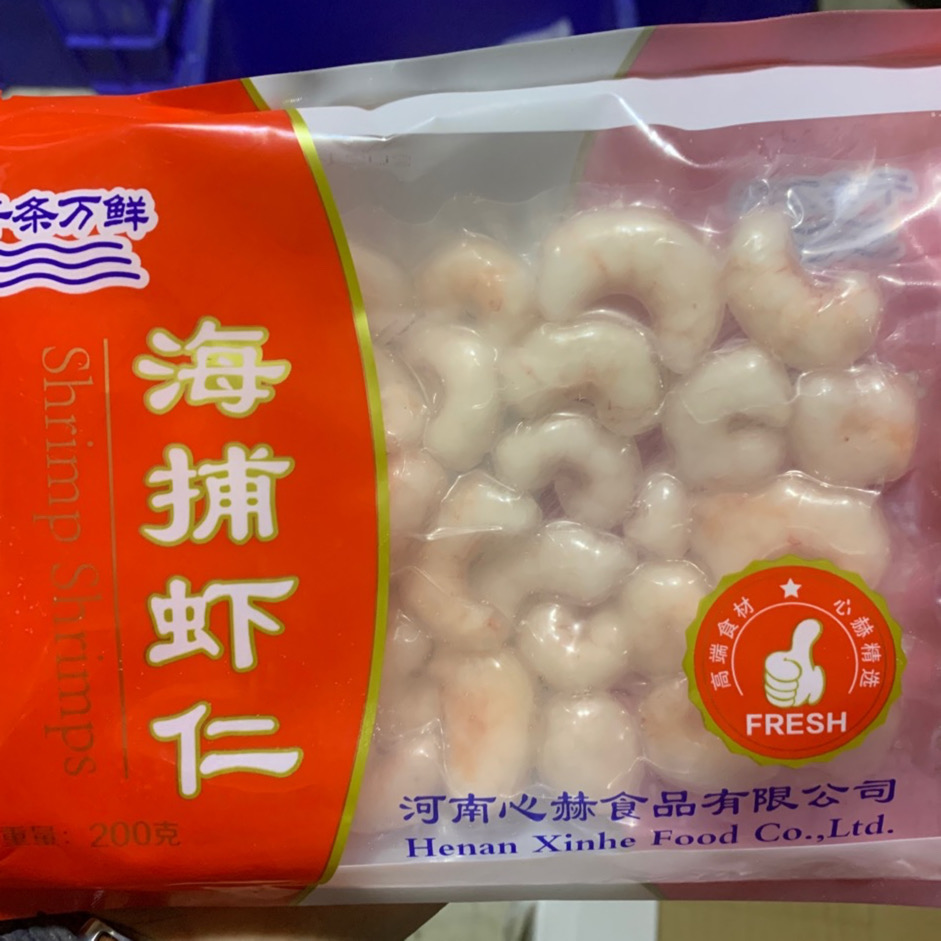 条万鲜
海捕虾仁
Shrimp Shrimps
重量: 200克
高端食材
心赫精选
FRESH
河南心赫食品有限公司
Henan Xinhe Food Co.,Ltd.